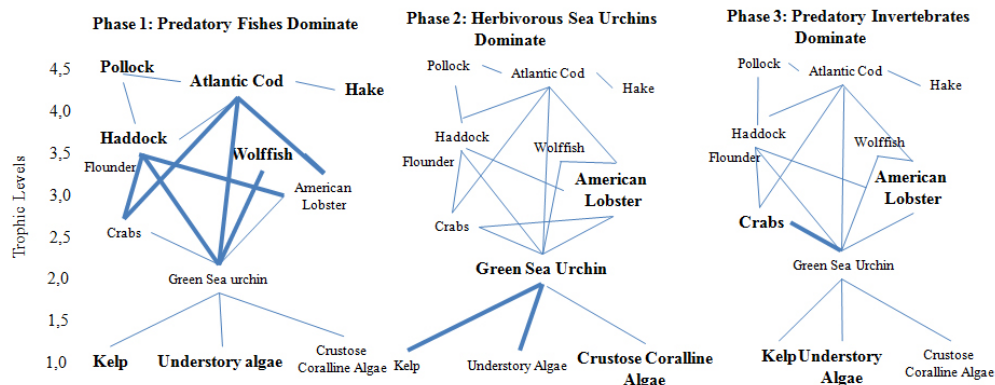 Phase 1: Predatory Fishes Dominate
Pollock
Atlantic Cod
Hake
Haddock
Flounder
Wolffish
American
Lobster
Crabs
Green Sea urchin
Kelp
Understory algae
Crustose
Coralline Algae
Trophic Levels
4,5
4,0
3,5
3,0
2,5
2,0
1,5
1,0
Phase 2: Herbivorous Sea Urchins
Dominate
Pollock
Atlantic Cod
Hake
Haddock
Flounder
Wolffish
American
Lobster
Crabs
Green Sea Urchin
Kelp
Understory Algae
Crustose Coralline
Algae
Phase 3: Predatory Invertebrates
Dominate
Pollock
Atlantic Cod
Hake
Haddock
Flounder
Wolffish
American
Lobster
Crabs
Green Sea Urchin
Kelp
Understory
Algae
Crustose
Coralline Algae